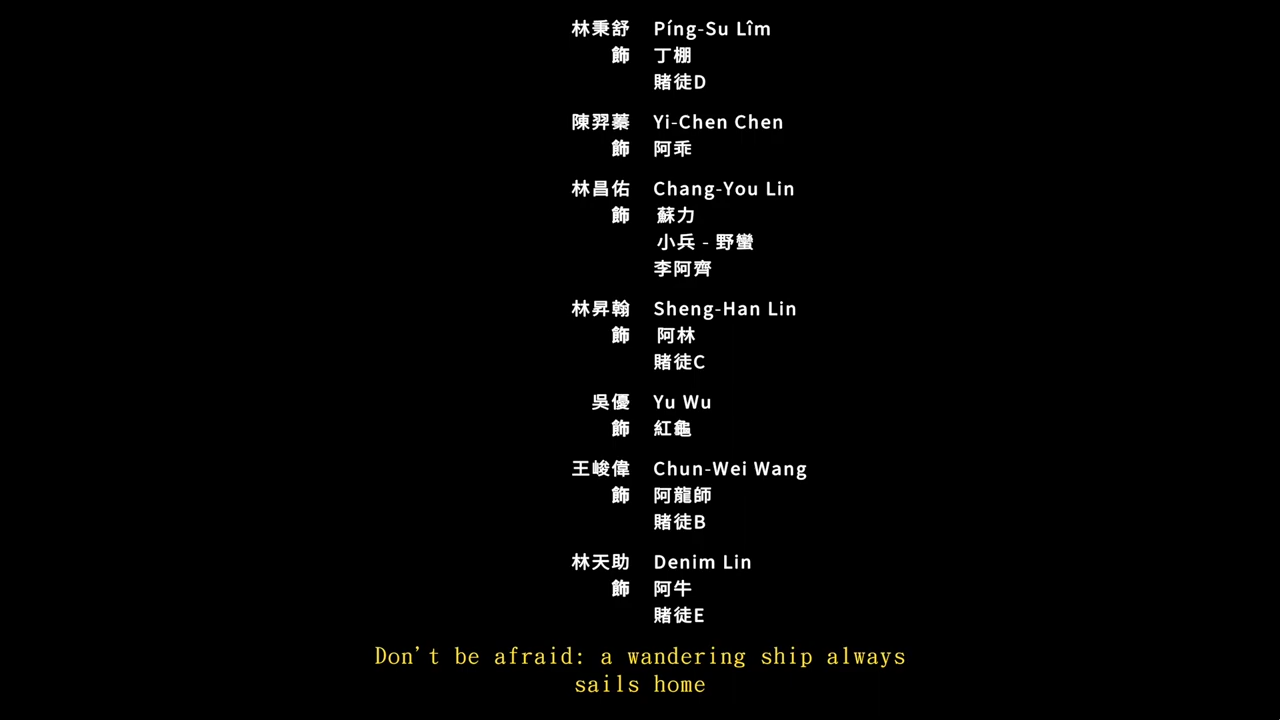 林秉舒 Píng-Su Lîm
飾 丁棚
賭徒D
陳羿蓁 Yi-Chen Chen
飾 阿乖
林昌佑 Chang-You Lin
飾 蘇力
小兵 - 野蠻
李阿齊
林昇翰 Sheng-Han Lin
飾 阿林
賭徒C
吳優 Yu Wu
飾 紅龜
王峻偉 Chun-Wei Wang
飾 阿龍師
賭徒B
林天助 Denim Lin
飾 阿牛
賭徒E
Don't be afraid: a wandering ship always
sails home